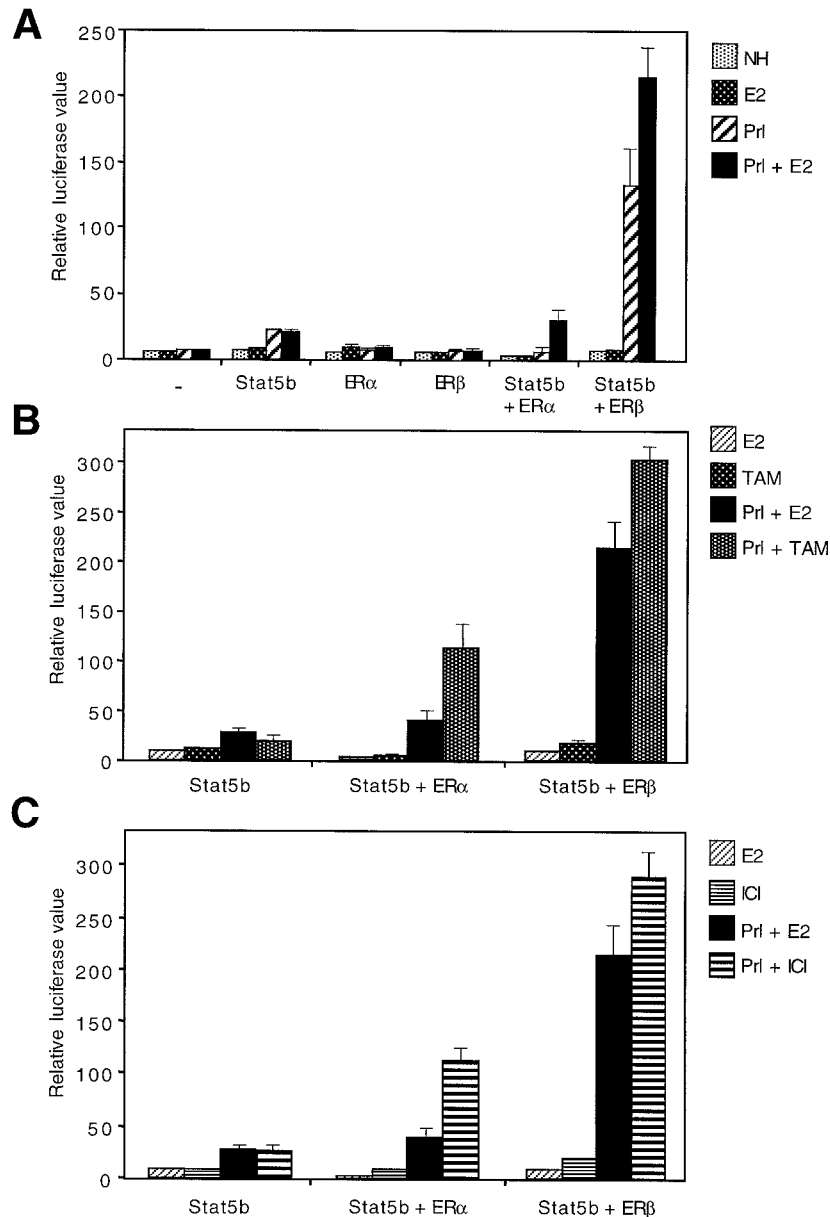 A
Relative luciferase value
250
200
150
100
50
0
-
Stat5b
ERα
ERβ
Stat5b
+ ERα
Stat5b
+ ERβ
NH
E2
Prl
Prl + E2
B
Relative luciferase value
300
250
200
150
100
50
0
Stat5b
Stat5b + ERα
Stat5b + ERβ
E2
TAM
Prl + E2
Prl + TAM
C
Relative luciferase value
300
250
200
150
100
50
0
Stat5b
Stat5b + ERα
Stat5b + ERβ
E2
ICI
Prl + E2
Prl + ICI